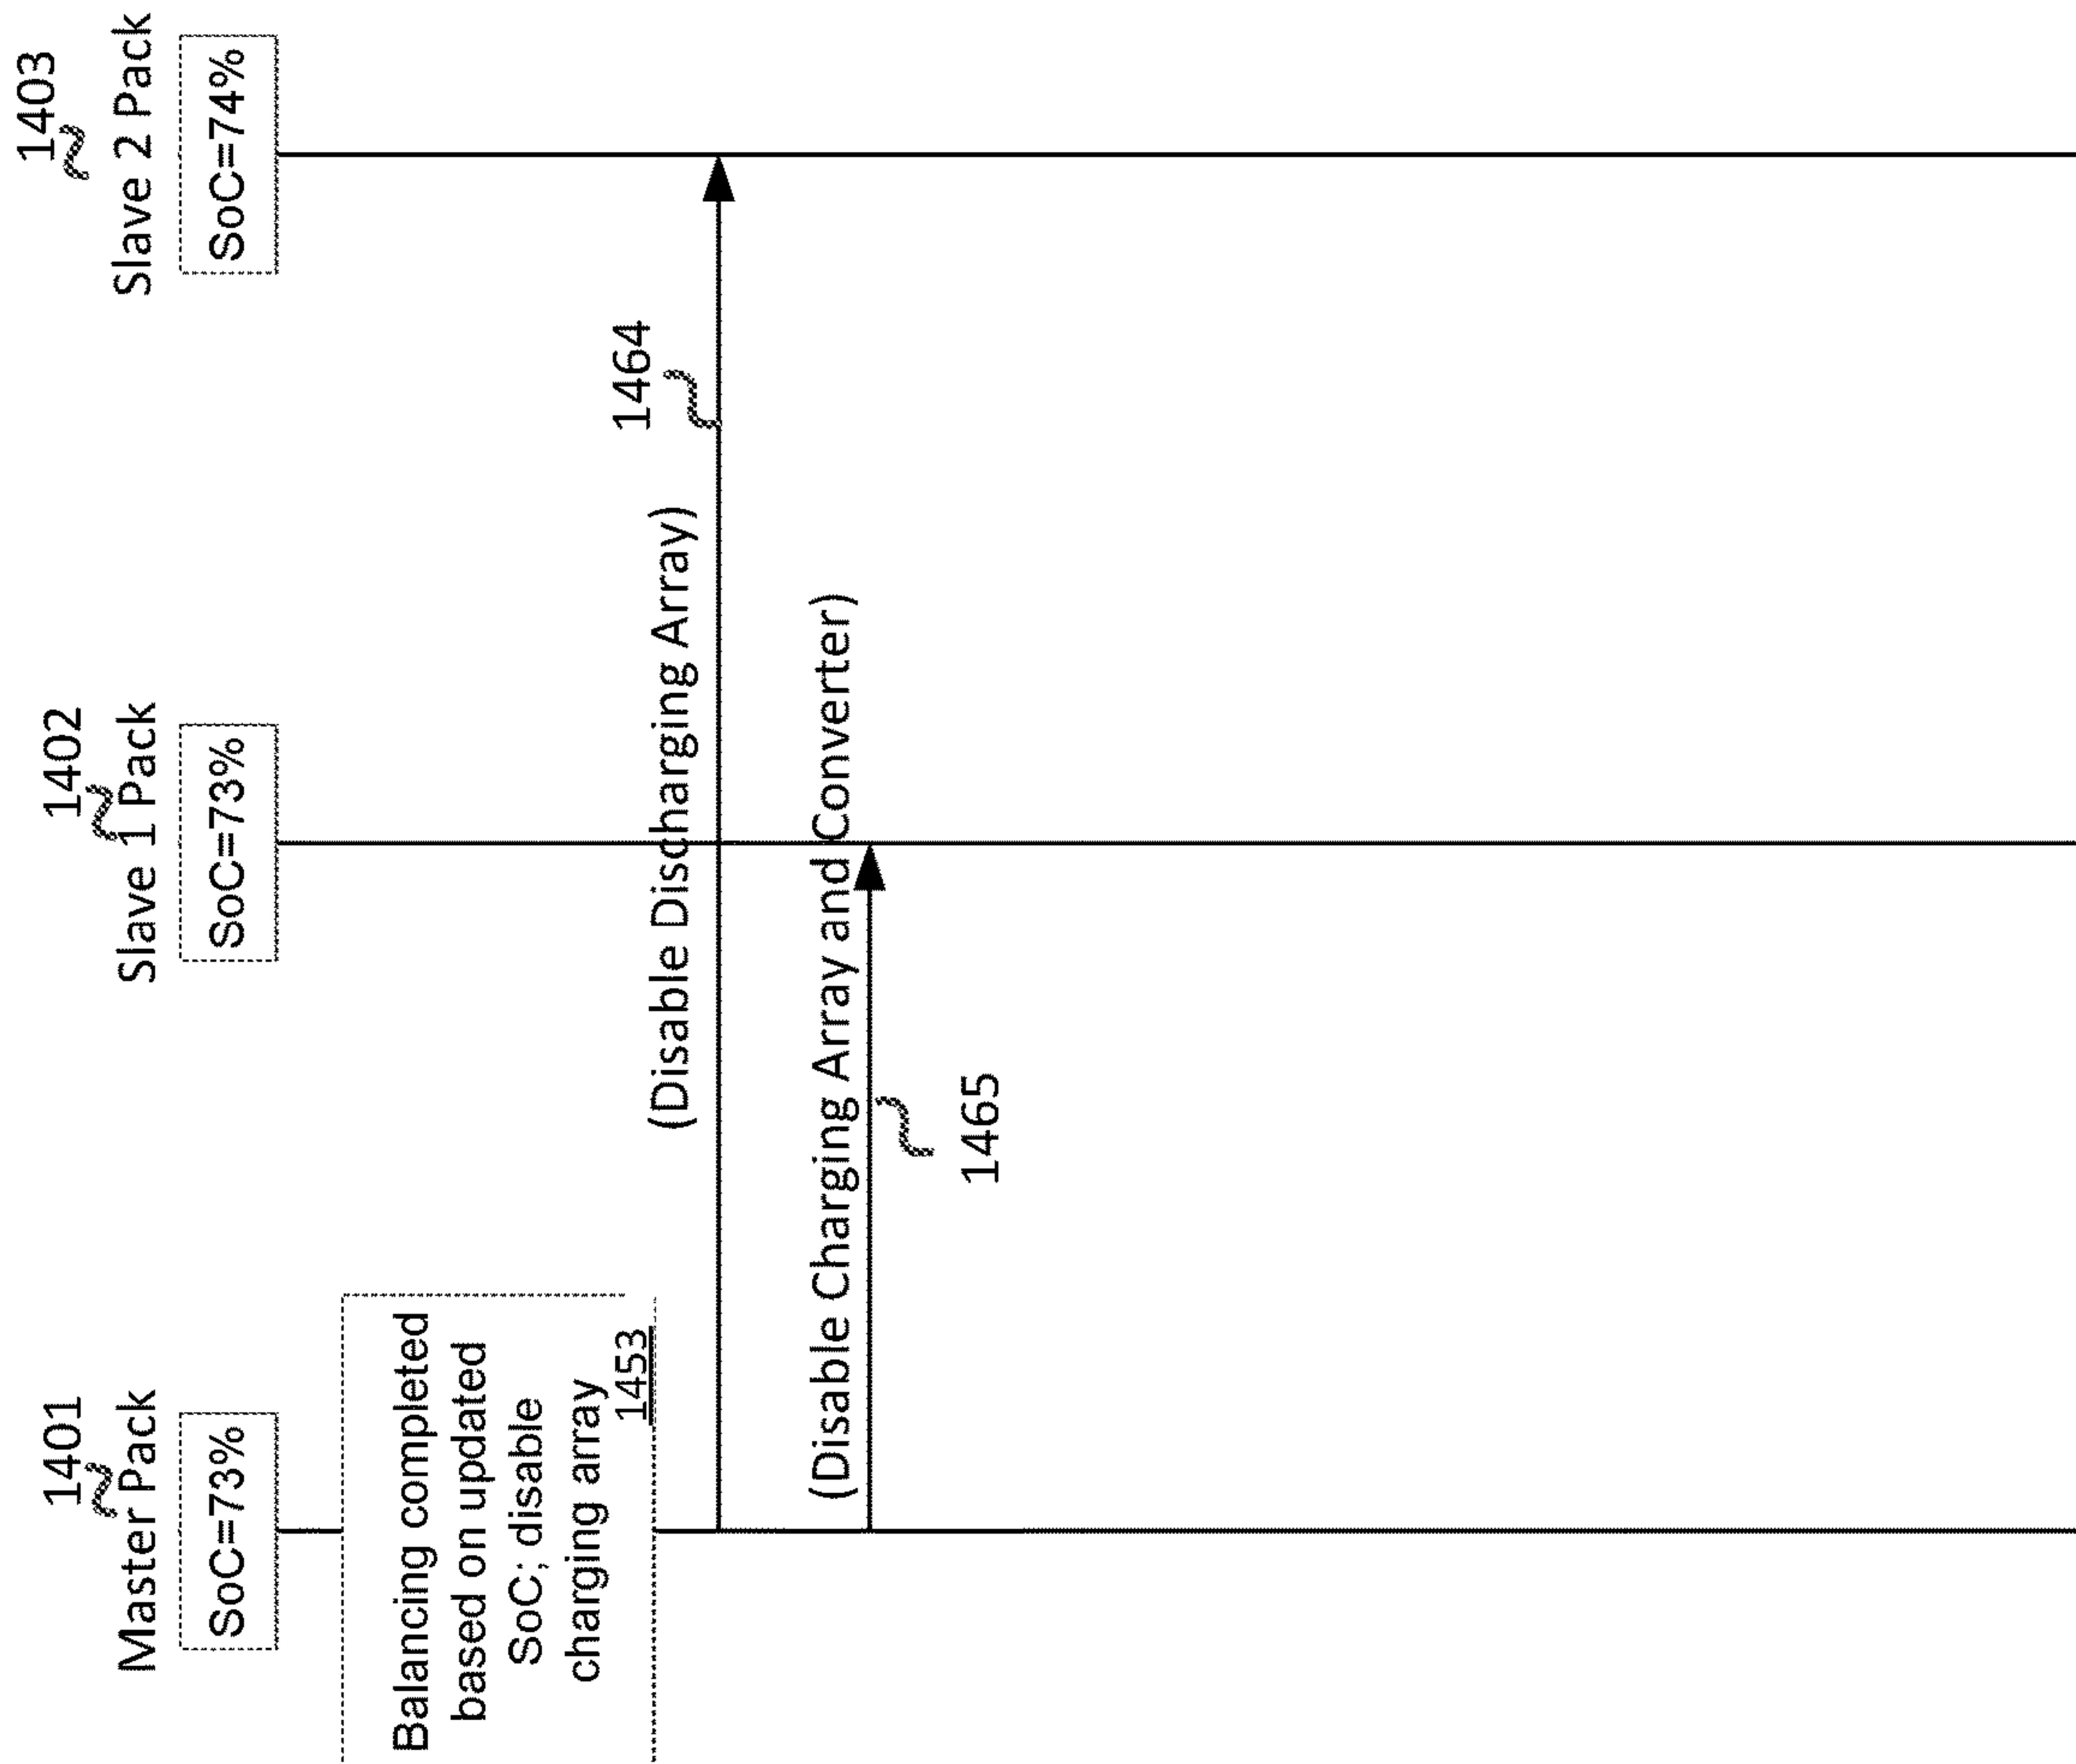 1401
Master Pack
SoC=73%
1402
Slave 1 Pack
SoC=73%
1403
Slave 2 Pack
SoC=74%
Balancing completed
based on updated
SoC; disable
charging array
1453
(Disable Discharging Array)
1464
(Disable Charging Array and Converter)
1465